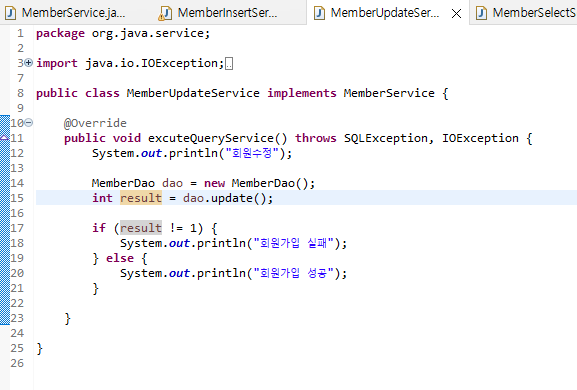 MemberService.ja... MemberInsertSer... MemberUpdateSer... MemberSelectS
1 package org.java.service;
2
3 import java.io.IOException;
7
8 public class MemberUpdateService implements MemberService {
9
10 @Override
11 public void excuteQueryService() throws SQLException, IOException {
12 System.out.println("회원수정");
13
14 MemberDao dao = new MemberDao();
15 int result = dao.update();
16
17 if (result != 1) {
18 System.out.println("회원가입 실패");
19 } else {
20 System.out.println("회원가입 성공");
21 }
22
23 }
24
25 }
26